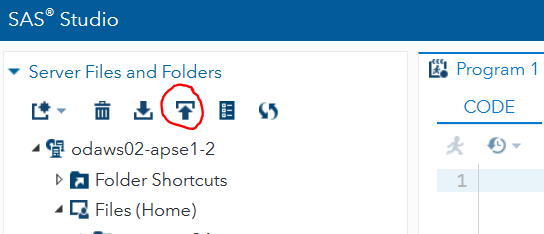 SAS® Studio
Server Files and Folders
Program 1
CODE
odaws02-apse1-2
Folder Shortcuts
1
Files (Home)